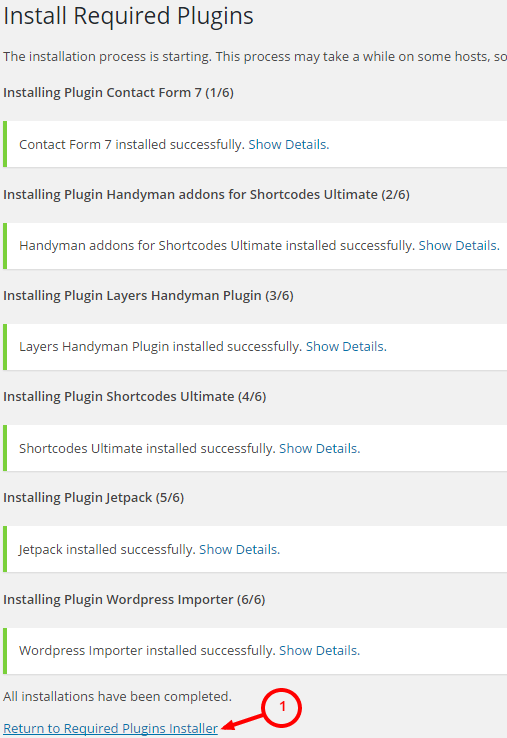 Install Required Plugins
The installation process is starting. This process may take a while on some hosts, so
Installing Plugin Contact Form 7 (1/6)
Contact Form 7 installed successfully. Show Details.
Installing Plugin Handyman addons for Shortcodes Ultimate (2/6)
Handyman addons for Shortcodes Ultimate installed successfully. Show Details.
Installing Plugin Layers Handyman Plugin (3/6)
Layers Handyman Plugin installed successfully. Show Details.
Installing Plugin Shortcodes Ultimate (4/6)
Shortcodes Ultimate installed successfully. Show Details.
Installing Plugin Jetpack (5/6)
Jetpack installed successfully. Show Details.
Installing Plugin Wordpress Importer (6/6)
Wordpress Importer installed successfully. Show Details.
All installations have been completed.
1
Return to Required Plugins Installer